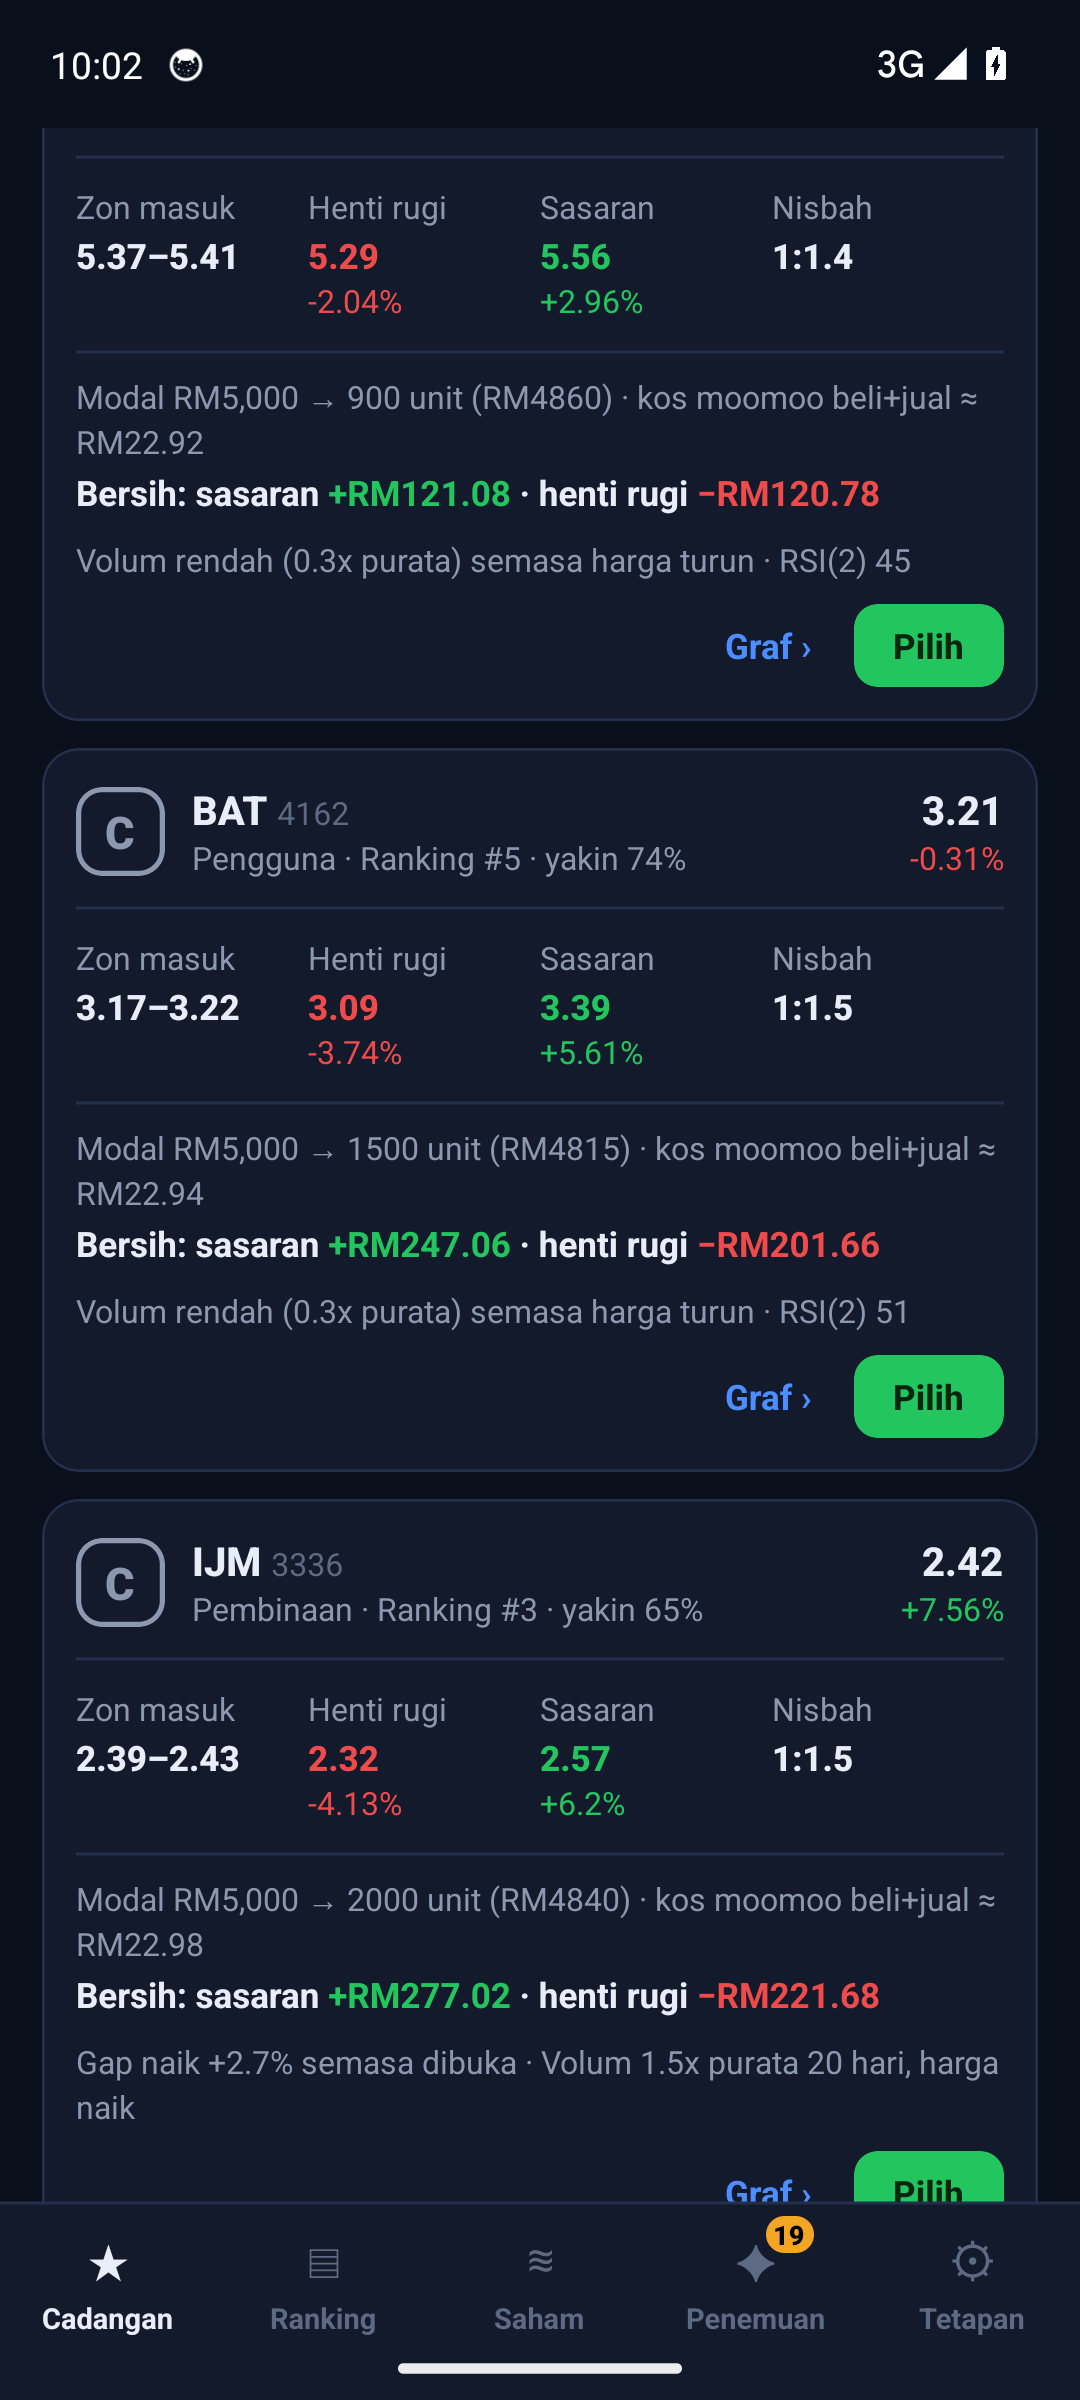 10:02
3G
Zon masuk Henti rugi Sasaran Nisbah
5.37–5.41 5.29 5.56 1:1.4
-2.04% +2.96%
Modal RM5,000 → 900 unit (RM4860) · kos moomoo beli+jual ≈
RM22.92
Bersih: sasaran +RM121.08 · henti rugi −RM120.78
Volum rendah (0.3x purata) semasa harga turun · RSI(2) 45
Graf › Pilih
C BAT 4162 3.21
Pengguna · Ranking #5 · yakin 74% -0.31%
Zon masuk Henti rugi Sasaran Nisbah
3.17–3.22 3.09 3.39 1:1.5
-3.74% +5.61%
Modal RM5,000 → 1500 unit (RM4815) · kos moomoo beli+jual ≈
RM22.94
Bersih: sasaran +RM247.06 · henti rugi −RM201.66
Volum rendah (0.3x purata) semasa harga turun · RSI(2) 51
Graf › Pilih
C IJM 3336 2.42
Pembinaan · Ranking #3 · yakin 65% +7.56%
Zon masuk Henti rugi Sasaran Nisbah
2.39–2.43 2.32 2.57 1:1.5
-4.13% +6.2%
Modal RM5,000 → 2000 unit (RM4840) · kos moomoo beli+jual ≈
RM22.98
Bersih: sasaran +RM277.02 · henti rugi −RM221.68
Gap naik +2.7% semasa dibuka · Volum 1.5x purata 20 hari, harga
naik
Graf › Pilih
19
Cadangan Ranking Saham Penemuan Tetapan